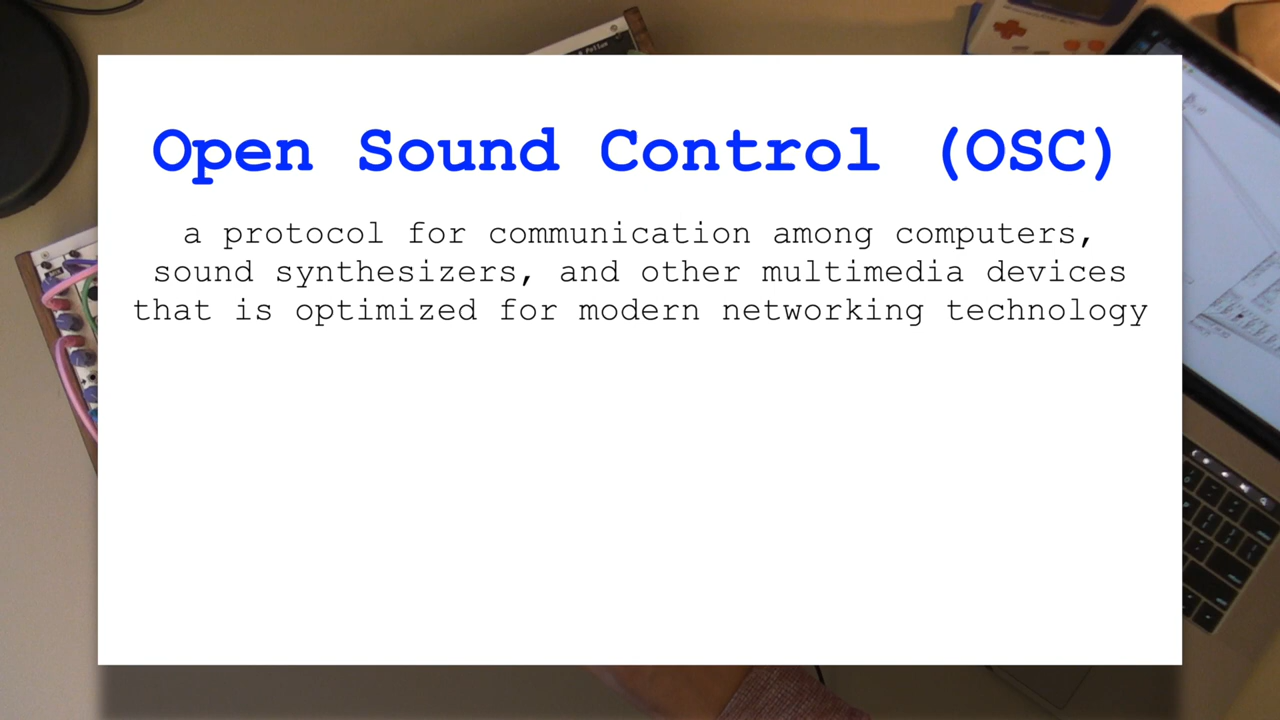 Open Sound Control (OSC)
a protocol for communication among computers,
sound synthesizers, and other multimedia devices
that is optimized for modern networking technology